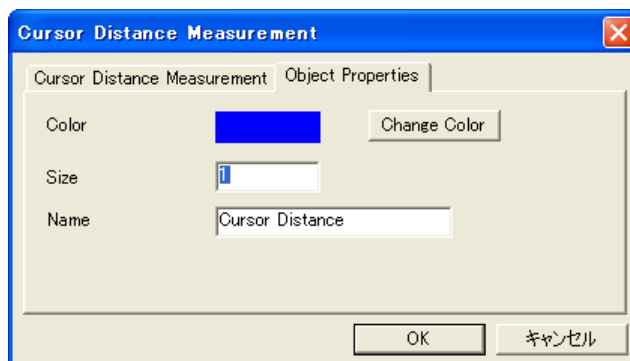 Cursor Distance Measurement
Cursor Distance Measurement Object Properties
Color Change Color
Size 1
Name Cursor Distance
OK キャンセル